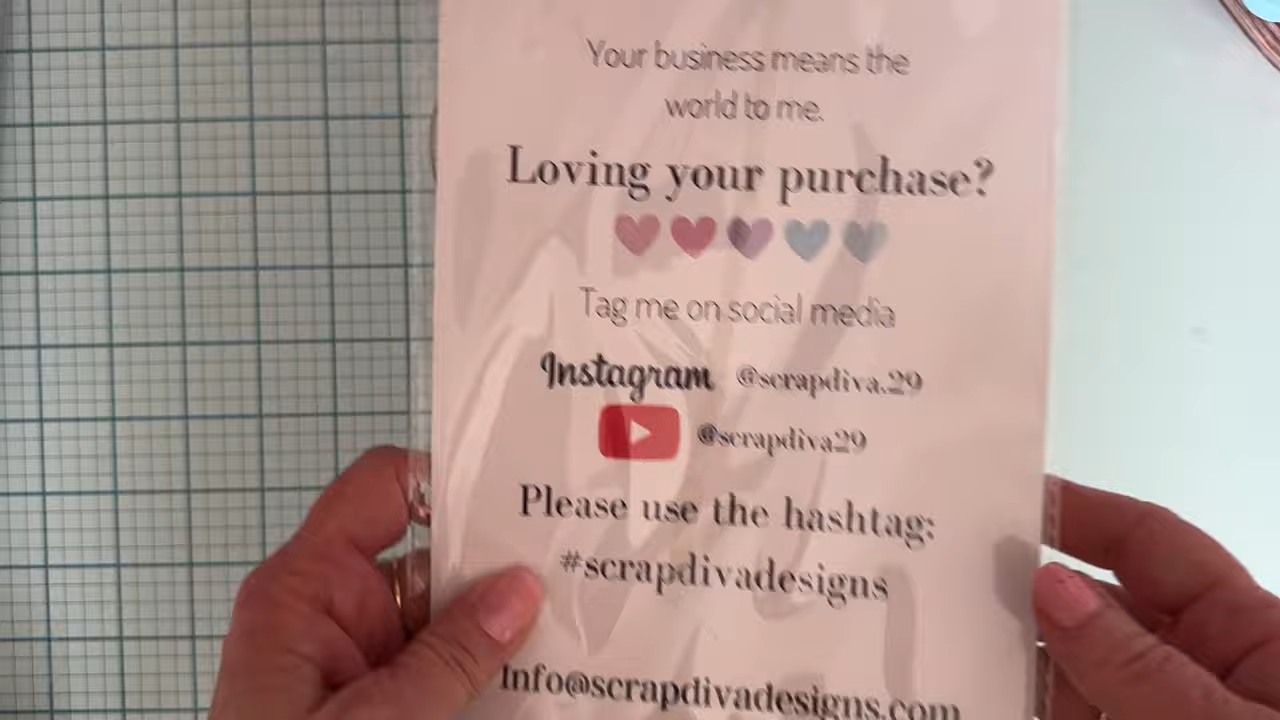 Your business means the
world to me.
Loving your purchase?
Tag me on social media
Instagram @scrapdiva.29
@scrapdiva29
Please use the hashtag:
#scrapdivadesigns
Info@scrapdivadesigns.com